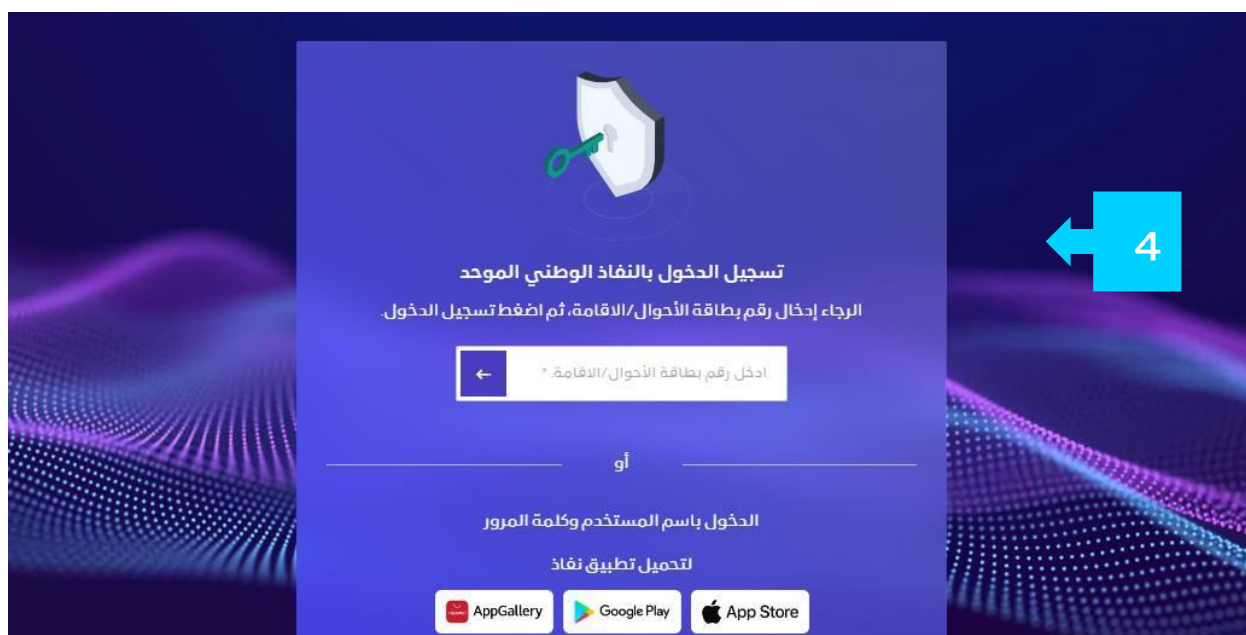 4
تسجيل الدخول بالنفاذ الوطني الموحد
الرجاء إدخال رقم بطاقة الأحوال/الاقامة، ثم اضغط تسجيل الدخول.
ادخل رقم بطاقة الأحوال/الاقامة. *
أو
الدخول باسم المستخدم وكلمة المرور
لتحميل تطبيق نفاذ
App Store Google Play AppGallery